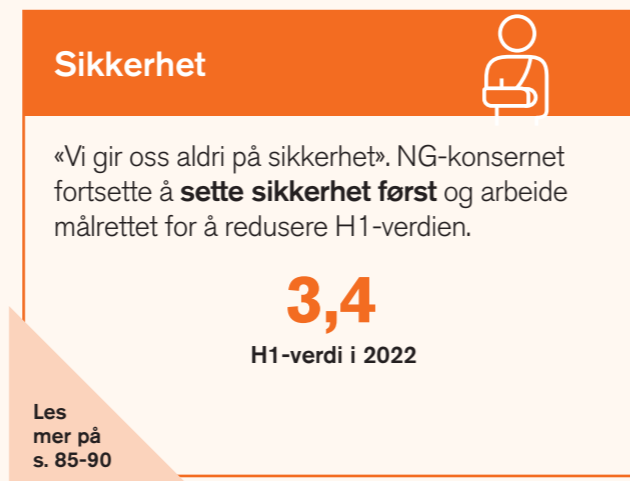 Sikkerhet
«Vi gir oss aldri på sikkerhet». NG-konsernet
fortsette å sette sikkerhet først og arbeide
målrettet for å redusere H1-verdien.
3,4
H1-verdi i 2022
Les
mer på
s. 85-90